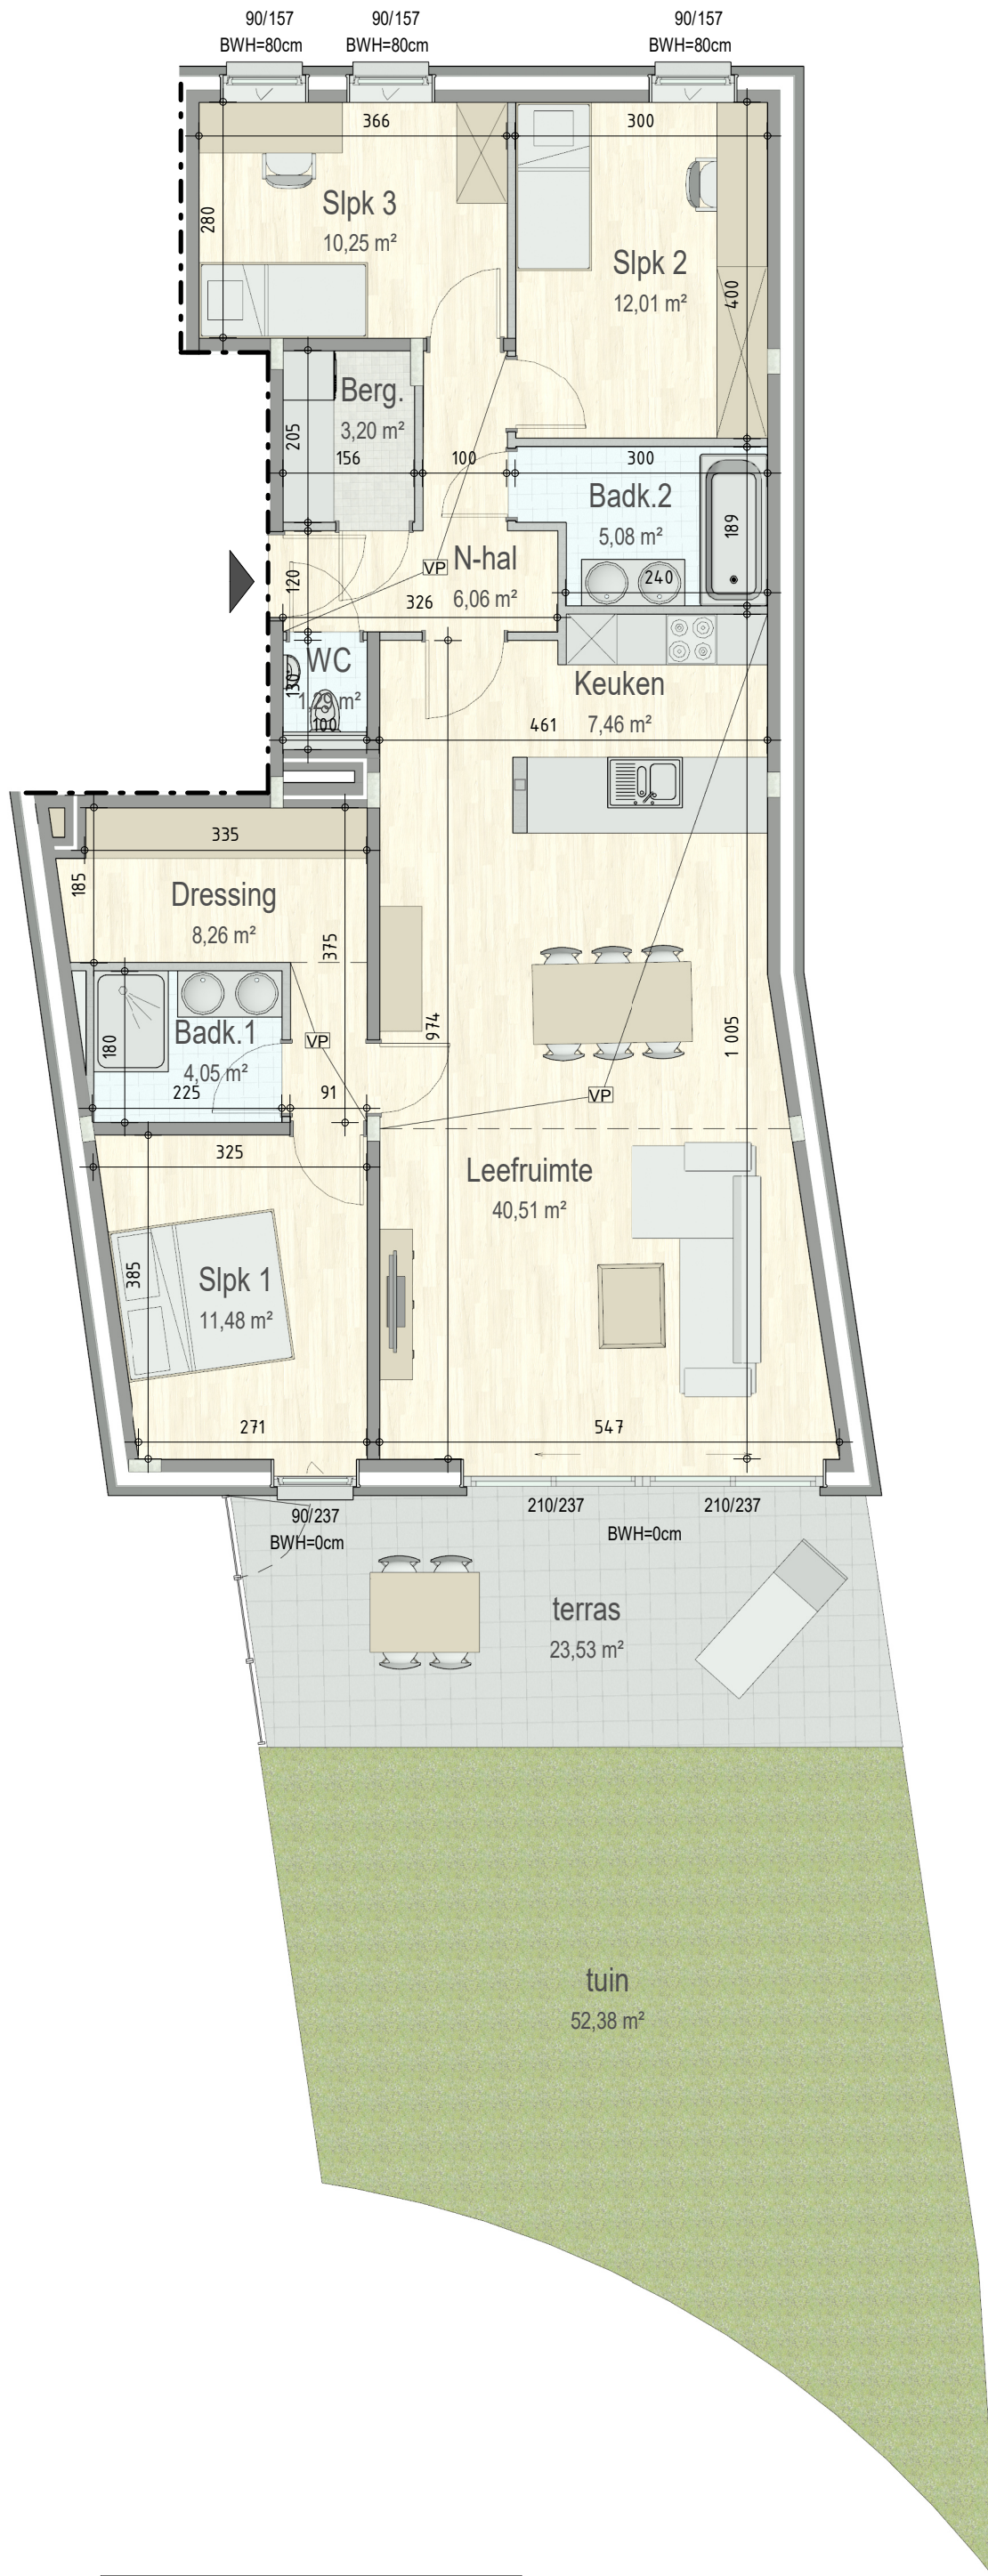 90/157
BWH=80cm
90/157
BWH=80cm
90/157
BWH=80cm
366
300
280
Slpk 3
10,25 m²
Slpk 2
12,01 m²
400
Berg.
3,20 m²
205
156
100
300
Badk.2
5,08 m²
189
240
N-hal
6,06 m²
VP
120
326
WC
1,29 m²
130
100
Keuken
7,46 m²
461
335
185
Dressing
8,26 m²
375
974
1 005
Badk.1
4,05 m²
180
VP
225
91
VP
325
Leefruimte
40,51 m²
Slpk 1
11,48 m²
385
271
547
90/237
BWH=0cm
210/237
210/237
BWH=0cm
terras
23,53 m²
tuin
52,38 m²